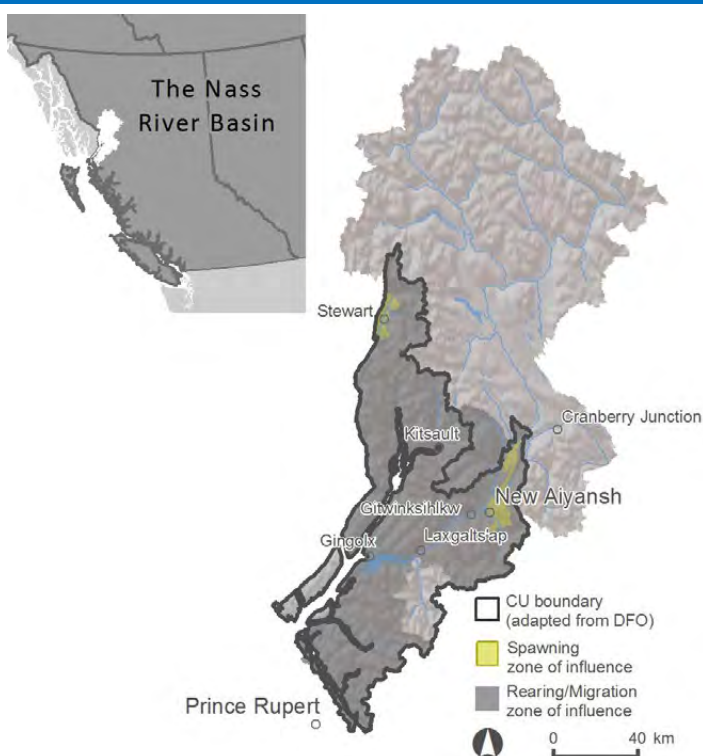 The Nass
River Basin
Stewart
Cranberry Junction
Kitsault
New Aiyansh
Gitwinksihlkw
Laxgalts'ap
Gingolx
CU boundary
(adapted from DFO)
Spawning
zone of influence
Rearing/Migration
zone of influence
Prince Rupert
0 40 km